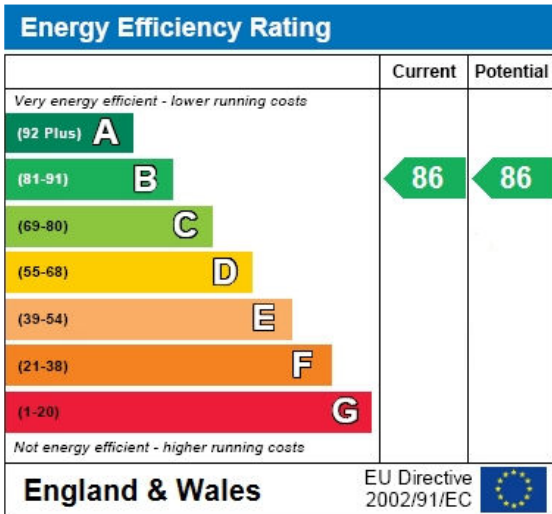 Energy Efficiency Rating
Current Potential
Very energy efficient - lower running costs
(92 Plus) A
(81-91) B 86 86
(69-80) C
(55-68) D
(39-54) E
(21-38) F
(1-20) G
Not energy efficient - higher running costs
England & Wales
EU Directive
2002/91/EC